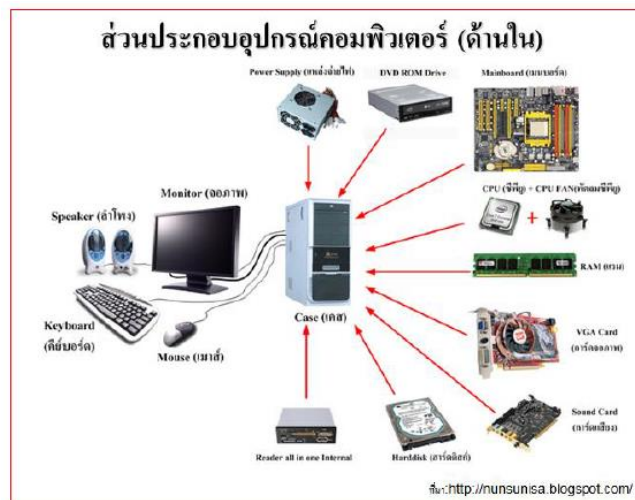 ส่วนประกอบอุปกรณ์คอมพิวเตอร์ (ด้านใน)
Power Supply (แหล่งจ่ายไฟ)
DVD ROM Drive
Mainboard (เมนบอร์ด)
Monitor (จอภาพ)
Speaker (ลำโพง)
CPU (ซีพียู) + CPU FAN(พัดลมซีพียู)
+
RAM (แรม)
Keyboard
(คีย์บอร์ด)
Mouse (เมาส์)
Case (เคส)
VGA Card
(การ์ดจอภาพ)
Sound Card
(การ์ดเสียง)
Reader all in one Internal
Harddisk (ฮาร์ดดิสก์)
ที่มา:http://nunsunisa.blogspot.com/